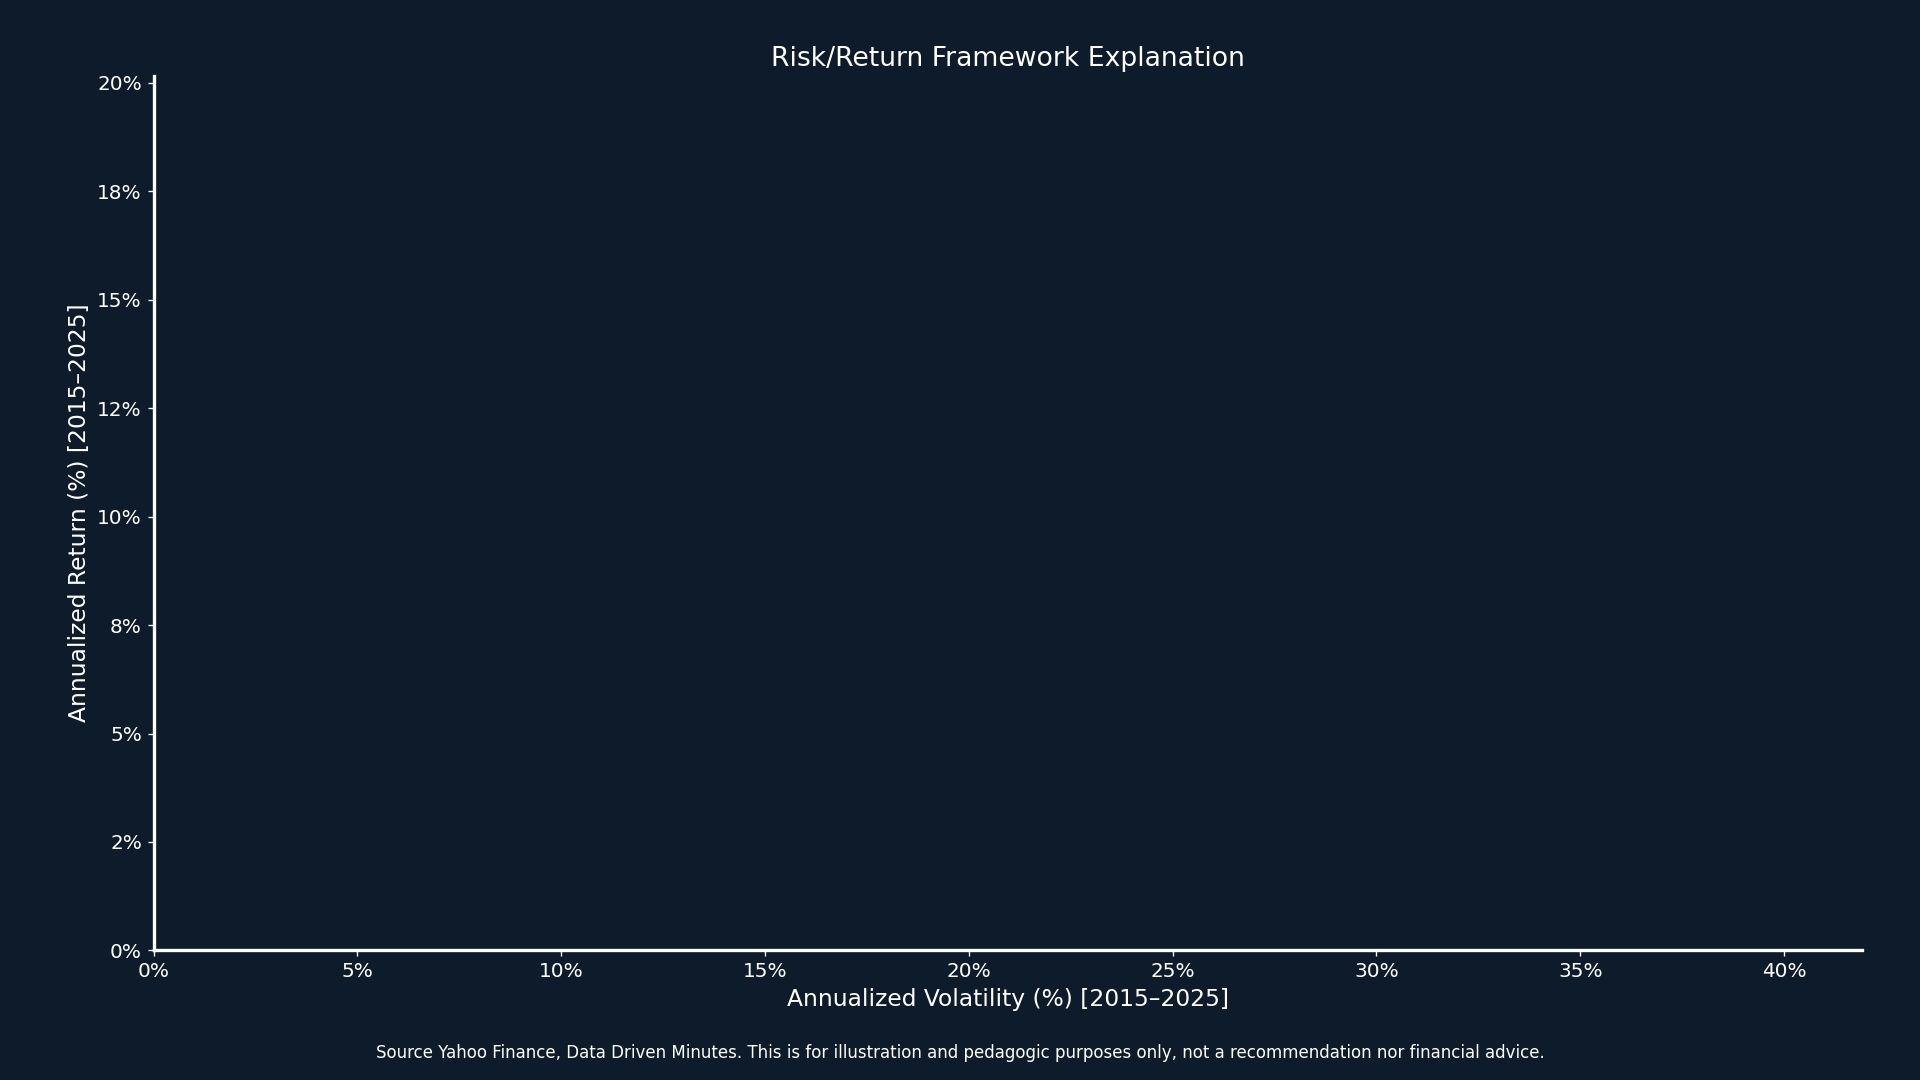 Risk/Return Framework Explanation
20%
18%
15%
12%
10%
8%
5%
2%
0%
Annualized Return (%) [2015–2025]
0% 5% 10% 15% 20% 25% 30% 35% 40%
Annualized Volatility (%) [2015–2025]
Source Yahoo Finance, Data Driven Minutes. This is for illustration and pedagogic purposes only, not a recommendation nor financial advice.